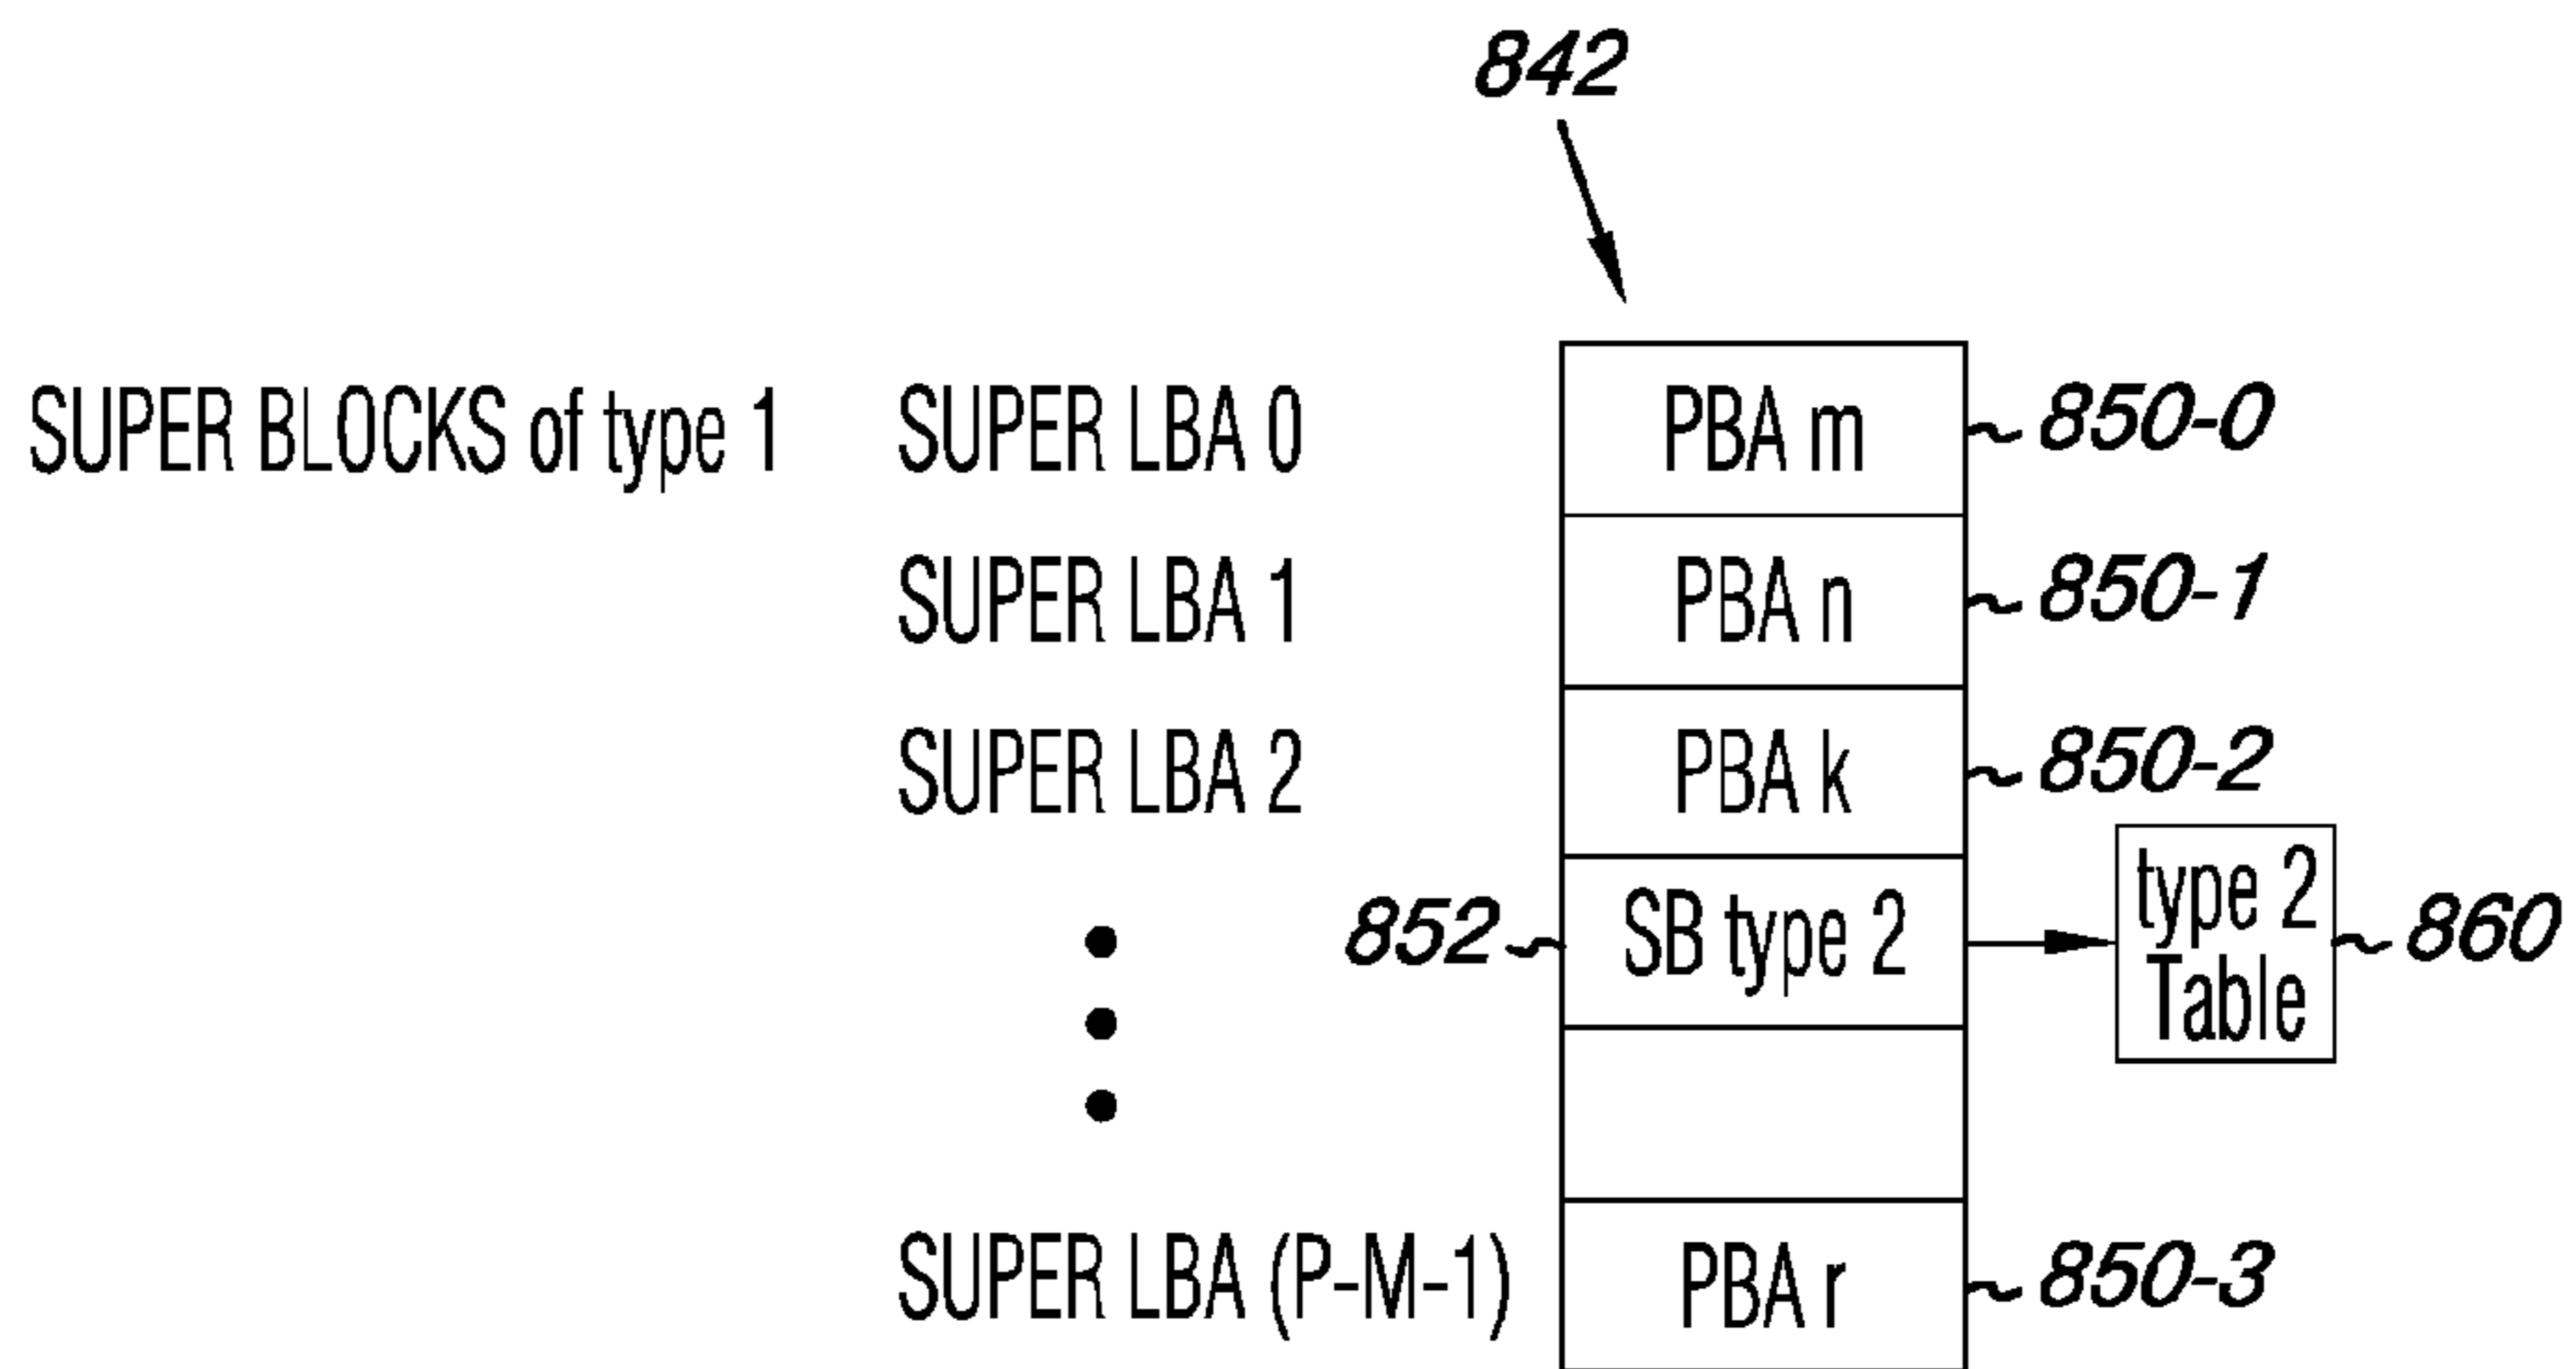 842
SUPER BLOCKS of type 1 SUPER LBA 0 PBA m 850-0
SUPER LBA 1 PBA n 850-1
SUPER LBA 2 PBA k 850-2
852 SB type 2 type 2 Table 860
SUPER LBA (P-M-1) PBA r 850-3